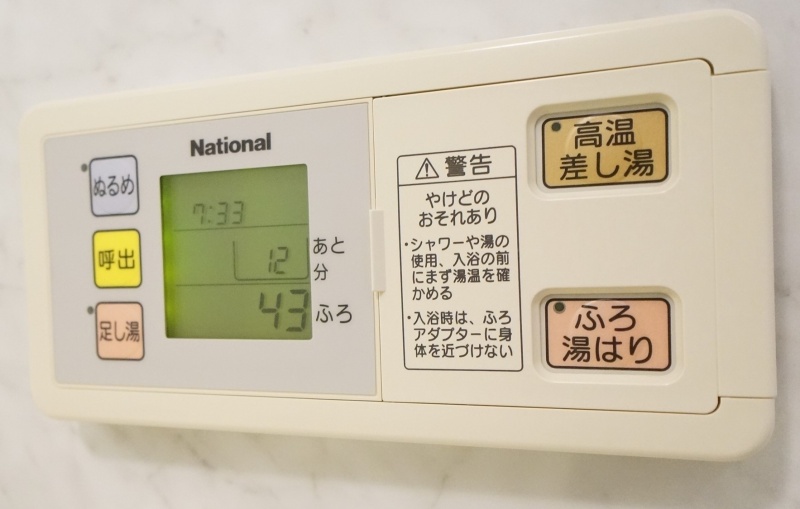 National
ぬるめ
呼出
足し湯
7:33
12
あと
分
43
ふろ
警告
やけどの
おそれあり
・シャワーや湯の
使用、入浴の前
にまず湯温を確
かめる
・入浴時は、ふろ
アダプターに身
体を近づけない
高温
差し湯
ふろ
湯はり